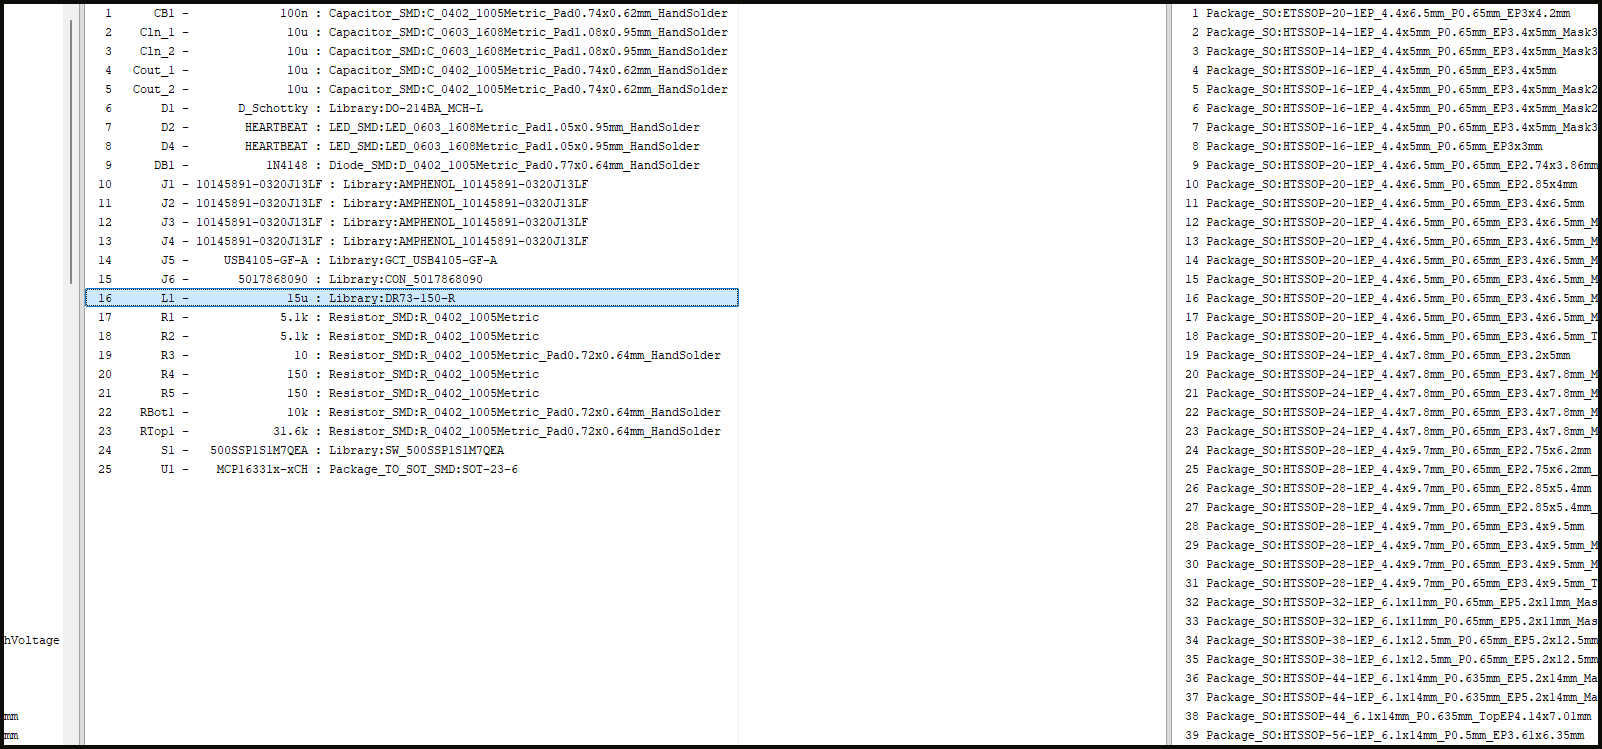 hVoltage
mm
mm
1 CB1 - 100n : Capacitor_SMD:C_0402_1005Metric_Pad0.74x0.62mm_HandSolder
2 CIn_1 - 10u : Capacitor_SMD:C_0603_1608Metric_Pad1.08x0.95mm_HandSolder
3 CIn_2 - 10u : Capacitor_SMD:C_0603_1608Metric_Pad1.08x0.95mm_HandSolder
4 Cout_1 - 10u : Capacitor_SMD:C_0402_1005Metric_Pad0.74x0.62mm_HandSolder
5 Cout_2 - 10u : Capacitor_SMD:C_0402_1005Metric_Pad0.74x0.62mm_HandSolder
6 D1 - D_Schottky : Library:DO-214BA_MCH-L
7 D2 - HEARTBEAT : LED_SMD:LED_0603_1608Metric_Pad1.05x0.95mm_HandSolder
8 D4 - HEARTBEAT : LED_SMD:LED_0603_1608Metric_Pad1.05x0.95mm_HandSolder
9 DB1 - 1N4148 : Diode_SMD:D_0402_1005Metric_Pad0.77x0.64mm_HandSolder
10 J1 - 10145891-0320J13LF : Library:AMPHENOL_10145891-0320J13LF
11 J2 - 10145891-0320J13LF : Library:AMPHENOL_10145891-0320J13LF
12 J3 - 10145891-0320J13LF : Library:AMPHENOL_10145891-0320J13LF
13 J4 - 10145891-0320J13LF : Library:AMPHENOL_10145891-0320J13LF
14 J5 - USB4105-GF-A : Library:GCT_USB4105-GF-A
15 J6 - 5017868090 : Library:CON_5017868090
16 L1 - 15u : Library:DR73-150-R
17 R1 - 5.1k : Resistor_SMD:R_0402_1005Metric
18 R2 - 5.1k : Resistor_SMD:R_0402_1005Metric
19 R3 - 10 : Resistor_SMD:R_0402_1005Metric_Pad0.72x0.64mm_HandSolder
20 R4 - 150 : Resistor_SMD:R_0402_1005Metric
21 R5 - 150 : Resistor_SMD:R_0402_1005Metric
22 RBot1 - 10k : Resistor_SMD:R_0402_1005Metric_Pad0.72x0.64mm_HandSolder
23 RTop1 - 31.6k : Resistor_SMD:R_0402_1005Metric_Pad0.72x0.64mm_HandSolder
24 S1 - 500SSP1S1M7QEA : Library:SW_500SSP1S1M7QEA
25 U1 - MCP16331x-xCH : Package_TO_SOT_SMD:SOT-23-6
1 Package_SO:ETSSOP-20-1EP_4.4x6.5mm_P0.65mm_EP3x4.2mm
2 Package_SO:HTSSOP-14-1EP_4.4x5mm_P0.65mm_EP3.4x5mm_Mask3
3 Package_SO:HTSSOP-14-1EP_4.4x5mm_P0.65mm_EP3.4x5mm_Mask3
4 Package_SO:HTSSOP-16-1EP_4.4x5mm_P0.65mm_EP3.4x5mm
5 Package_SO:HTSSOP-16-1EP_4.4x5mm_P0.65mm_EP3.4x5mm_Mask2
6 Package_SO:HTSSOP-16-1EP_4.4x5mm_P0.65mm_EP3.4x5mm_Mask2
7 Package_SO:HTSSOP-16-1EP_4.4x5mm_P0.65mm_EP3.4x5mm_Mask3
8 Package_SO:HTSSOP-16-1EP_4.4x5mm_P0.65mm_EP3x3mm
9 Package_SO:HTSSOP-20-1EP_4.4x6.5mm_P0.65mm_EP2.74x3.86mm
10 Package_SO:HTSSOP-20-1EP_4.4x6.5mm_P0.65mm_EP2.85x4mm
11 Package_SO:HTSSOP-20-1EP_4.4x6.5mm_P0.65mm_EP3.4x6.5mm
12 Package_SO:HTSSOP-20-1EP_4.4x6.5mm_P0.65mm_EP3.4x6.5mm_M
13 Package_SO:HTSSOP-20-1EP_4.4x6.5mm_P0.65mm_EP3.4x6.5mm_M
14 Package_SO:HTSSOP-20-1EP_4.4x6.5mm_P0.65mm_EP3.4x6.5mm_M
15 Package_SO:HTSSOP-20-1EP_4.4x6.5mm_P0.65mm_EP3.4x6.5mm_M
16 Package_SO:HTSSOP-20-1EP_4.4x6.5mm_P0.65mm_EP3.4x6.5mm_M
17 Package_SO:HTSSOP-20-1EP_4.4x6.5mm_P0.65mm_EP3.4x6.5mm_M
18 Package_SO:HTSSOP-20-1EP_4.4x6.5mm_P0.65mm_EP3.4x6.5mm_T
19 Package_SO:HTSSOP-24-1EP_4.4x7.8mm_P0.65mm_EP3.2x5mm
20 Package_SO:HTSSOP-24-1EP_4.4x7.8mm_P0.65mm_EP3.4x7.8mm_M
21 Package_SO:HTSSOP-24-1EP_4.4x7.8mm_P0.65mm_EP3.4x7.8mm_M
22 Package_SO:HTSSOP-24-1EP_4.4x7.8mm_P0.65mm_EP3.4x7.8mm_M
23 Package_SO:HTSSOP-24-1EP_4.4x7.8mm_P0.65mm_EP3.4x7.8mm_M
24 Package_SO:HTSSOP-24-1EP_4.4x9.7mm_P0.65mm_EP2.75x6.2mm
25 Package_SO:HTSSOP-28-1EP_4.4x9.7mm_P0.65mm_EP2.75x6.2mm_
26 Package_SO:HTSSOP-28-1EP_4.4x9.7mm_P0.65mm_EP2.85x5.4mm
27 Package_SO:HTSSOP-28-1EP_4.4x9.7mm_P0.65mm_EP2.85x5.4mm_
28 Package_SO:HTSSOP-28-1EP_4.4x9.7mm_P0.65mm_EP3.4x9.5mm
29 Package_SO:HTSSOP-28-1EP_4.4x9.7mm_P0.65mm_EP3.4x9.5mm_M
30 Package_SO:HTSSOP-28-1EP_4.4x9.7mm_P0.65mm_EP3.4x9.5mm_M
31 Package_SO:HTSSOP-28-1EP_4.4x9.7mm_P0.65mm_EP3.4x9.5mm_T
32 Package_SO:HTSSOP-32-1EP_6.1x11mm_P0.65mm_EP5.2x11mm_Mas
33 Package_SO:HTSSOP-32-1EP_6.1x11mm_P0.65mm_EP5.2x11mm_Mas
34 Package_SO:HTSSOP-38-1EP_6.1x12.5mm_P0.65mm_EP5.2x12.5mm
35 Package_SO:HTSSOP-38-1EP_6.1x12.5mm_P0.65mm_EP5.2x12.5mm
36 Package_SO:HTSSOP-44-1EP_6.1x14mm_P0.635mm_EP5.2x14mm_Ma
37 Package_SO:HTSSOP-44-1EP_6.1x14mm_P0.635mm_EP5.2x14mm_Ma
38 Package_SO:HTSSOP-44_6.1x14mm_P0.635mm_TopEP4.14x7.01mm
39 Package_SO:HTSSOP-56-1EP_6.1x14mm_P0.5mm_EP3.61x6.35mm